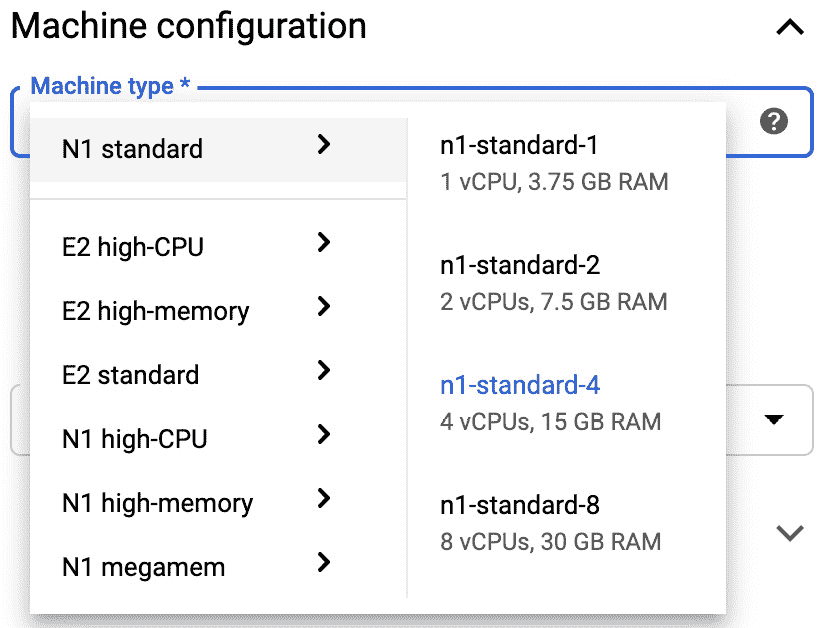 Machine configuration
Machine type *
?
N1 standard
E2 high-CPU
E2 high-memory
E2 standard
N1 high-CPU
N1 high-memory
N1 megamem
n1-standard-1
1 vCPU, 3.75 GB RAM
n1-standard-2
2 vCPUs, 7.5 GB RAM
n1-standard-4
4 vCPUs, 15 GB RAM
n1-standard-8
8 vCPUs, 30 GB RAM